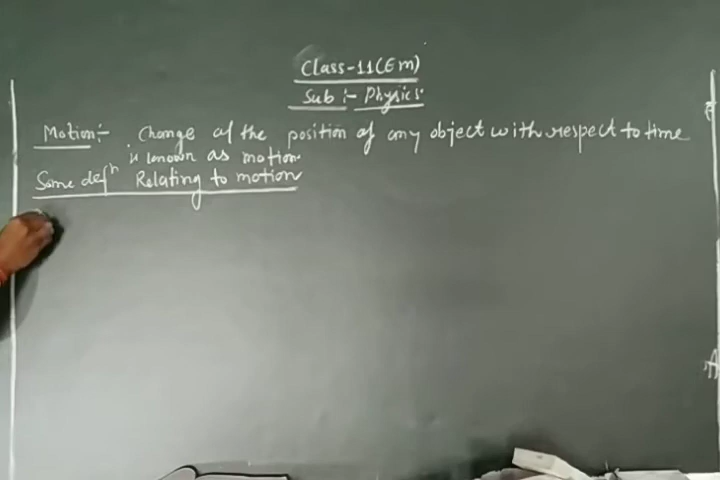 Class-11(Em)
Sub :- Physics:
Motion:- Change of the position of any object with respect to time
is known as motion
Some defn Relating to motion